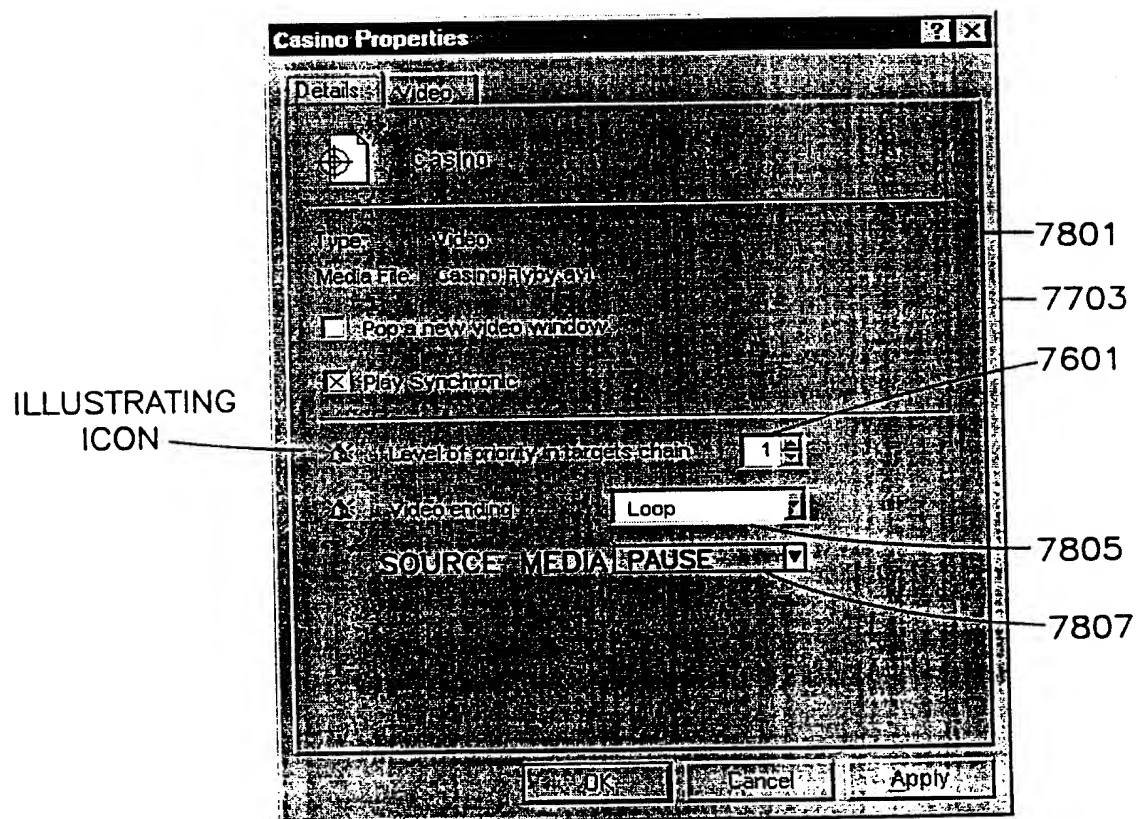 Casino Properties ? X
Details Video
Casino
Type: Video
7801
Media File: Casino Flyby.avi
7703
Pop a new video window
7601
Play Synchronic
ILLUSTRATING
ICON
Level of priority in targets chain 1
Video ending Loop
7805
SOURCE MEDIA PAUSE
7807
OK Cancel Apply